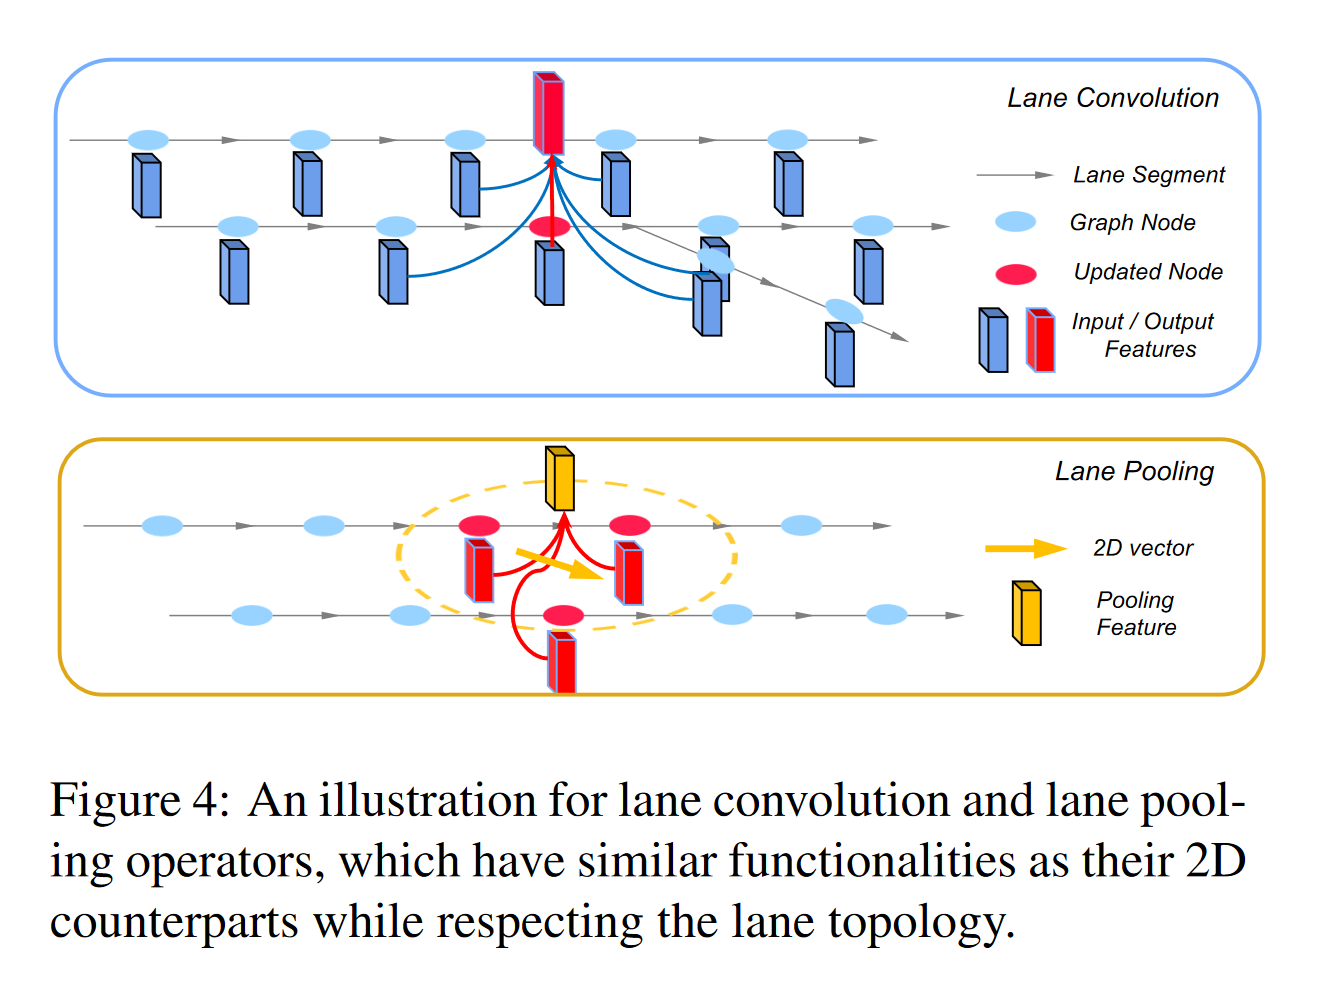 Lane Convolution
Lane Segment
Graph Node
Updated Node
Input / Output
Features
Lane Pooling
2D vector
Pooling
Feature
Figure 4: An illustration for lane convolution and lane pool-
ing operators, which have similar functionalities as their 2D
counterparts while respecting the lane topology.